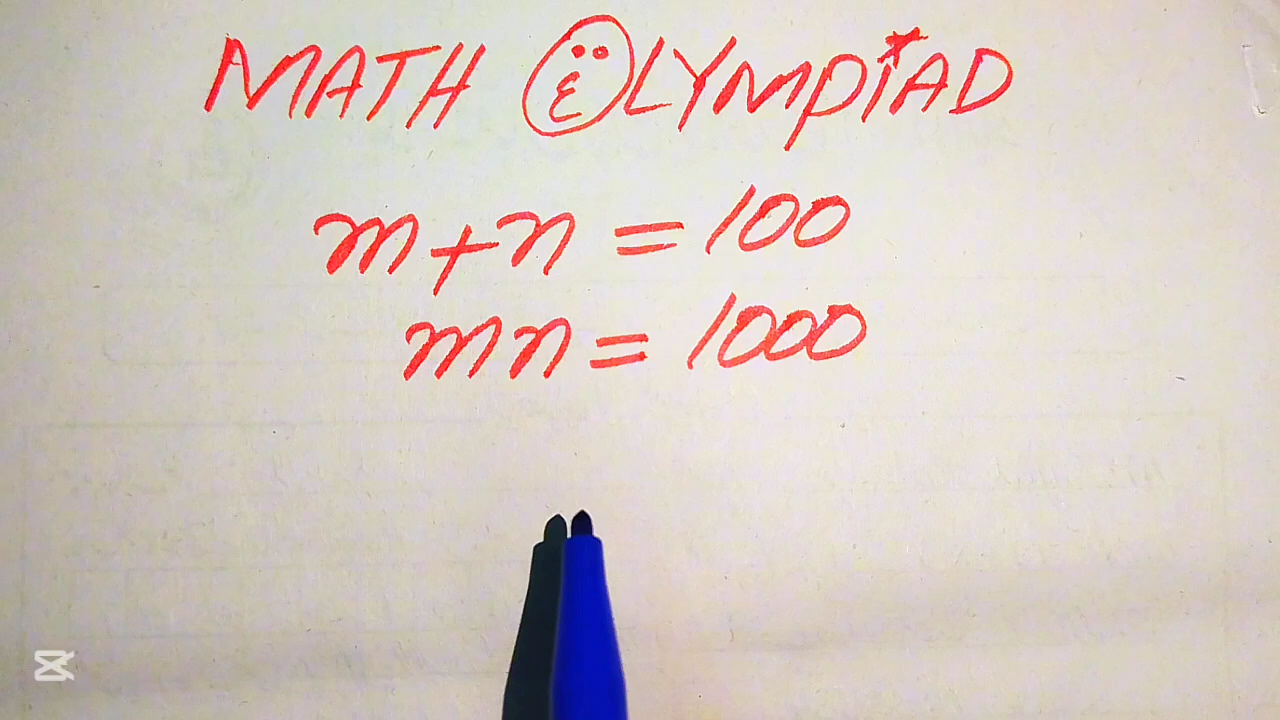 MATH OLYMPIAD
m+n = 100
mn = 1000